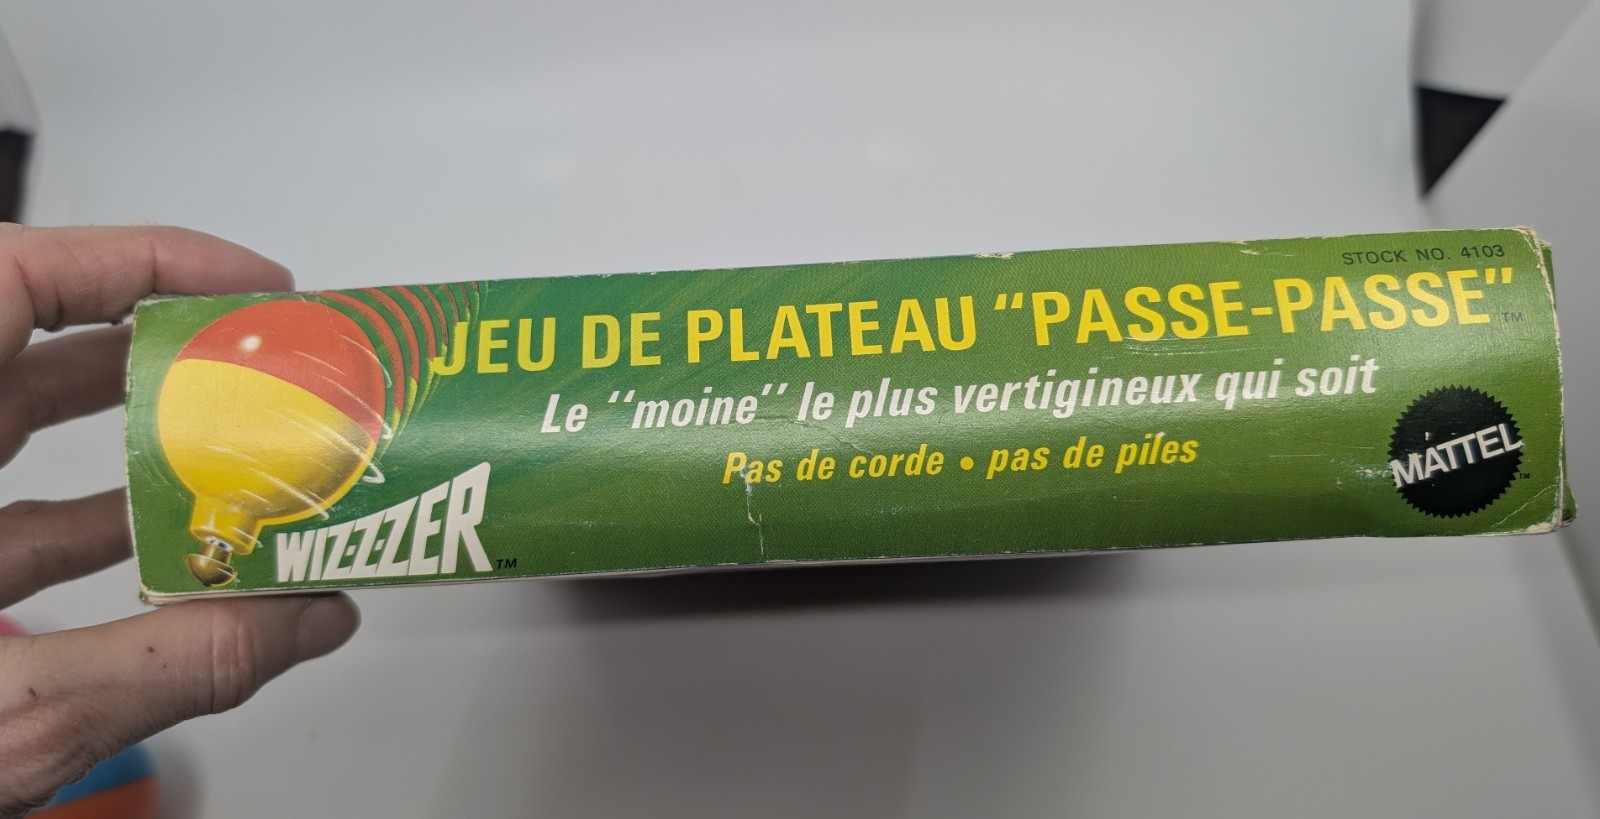 STOCK NO. 4103
JEU DE PLATEAU "PASSE-PASSE"™
Le "moine" le plus vertigineux qui soit
Pas de corde • pas de piles
WIZ-Z-ZER™
MATTEL™